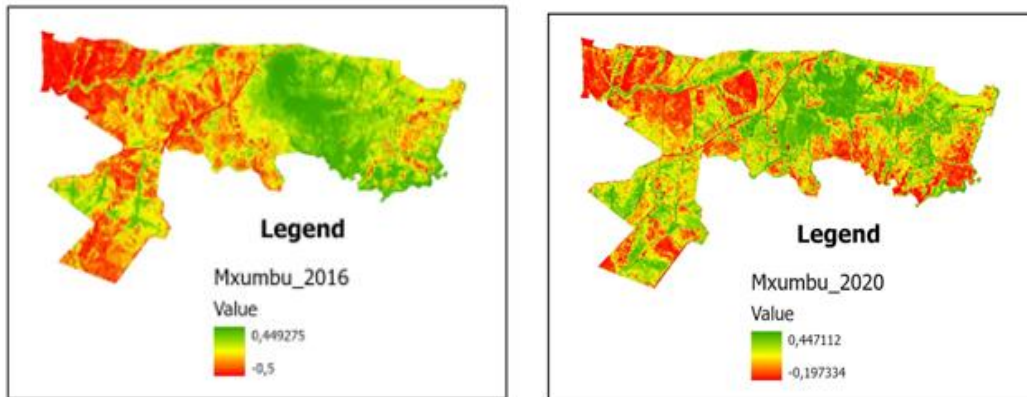 Legend
Mxumbu_2016
Value
0,449275
-0,5
Legend
Mxumbu_2020
Value
0,447112
-0,197334